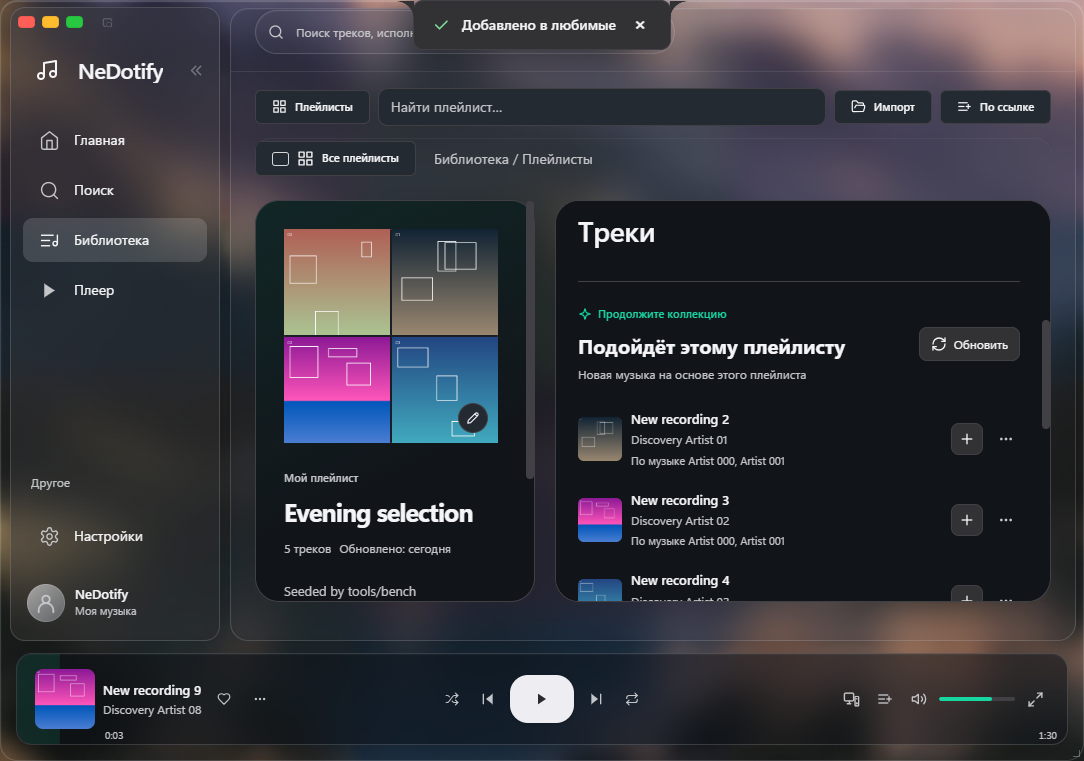 Поиск треков, исполн
Добавлено в любимые
NeDotify
Главная
Поиск
Библиотека
Плеер
Другое
Настройки
NeDotify
Моя музыка
Плейлисты
Найти плейлист...
Импорт
По ссылке
Все плейлисты
Библиотека / Плейлисты
Мой плейлист
Evening selection
5 треков Обновлено: сегодня
Seeded by tools/bench
Треки
Продолжите коллекцию
Подойдёт этому плейлисту
Обновить
Новая музыка на основе этого плейлиста
New recording 2
Discovery Artist 01
По музыке Artist 000, Artist 001
New recording 3
Discovery Artist 02
По музыке Artist 000, Artist 001
New recording 4
Discovery Artist 03
New recording 9
Discovery Artist 08
0:03
1:30